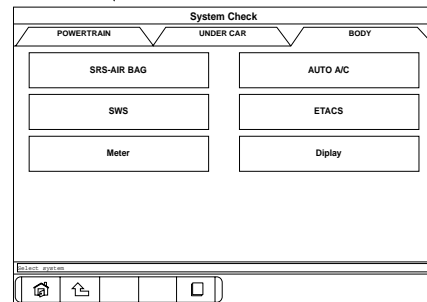 System Check
POWERTRAIN UNDER CAR BODY
SRS-AIR BAG AUTO A/C
SWS ETACS
Meter Diplay
Select system